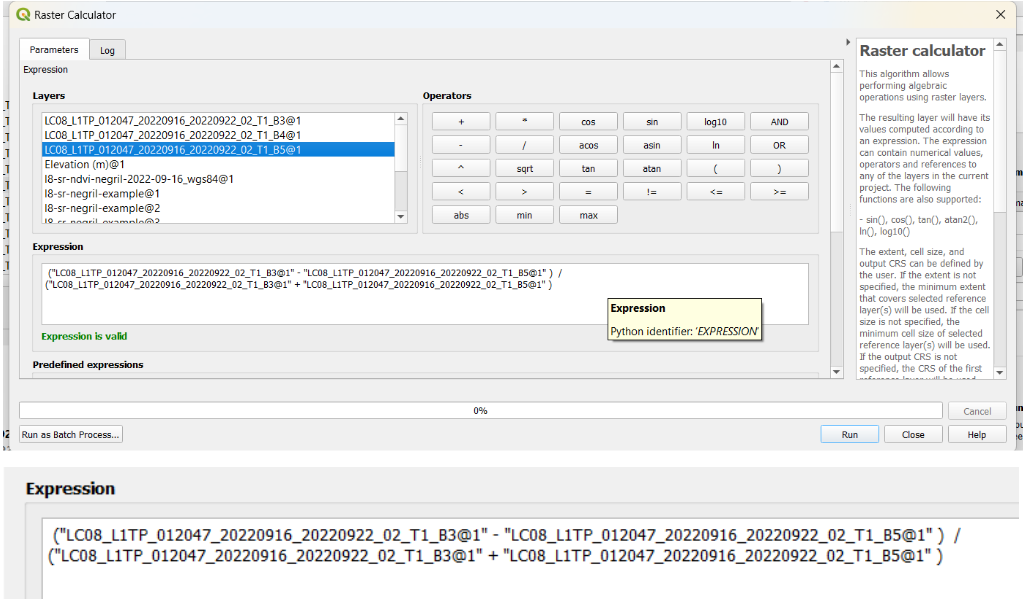 Raster Calculator
Parameters
Log
Expression
Layers
LC08_L1TP_012047_20220916_20220922_02_T1_B3@1
LC08_L1TP_012047_20220916_20220922_02_T1_B4@1
LC08_L1TP_012047_20220916_20220922_02_T1_B5@1
Elevation (m)@1
l8-sr-ndvi-negril-2022-09-16_wgs84@1
l8-sr-negril-example@1
l8-sr-negril-example@2
l8-sr-negril-example@3
Operators
+ * cos sin log10 AND
- / acos asin ln OR
^ sqrt tan atan ( )
< > = != <= >=
abs min max
Expression
("LC08_L1TP_012047_20220916_20220922_02_T1_B3@1" - "LC08_L1TP_012047_20220916_20220922_02_T1_B5@1" ) /
("LC08_L1TP_012047_20220916_20220922_02_T1_B3@1" + "LC08_L1TP_012047_20220916_20220922_02_T1_B5@1" )
Expression
Python identifier: 'EXPRESSION'
Expression is valid
Predefined expressions
Raster calculator
This algorithm allows
performing algebraic
operations using raster layers.
The resulting layer will have its
values computed according to
an expression. The expression
can contain numerical values,
operators and references to
any of the layers in the current
project. The following
functions are also supported:
- sin(), cos(), tan(), atan2(),
ln(), log10()
The extent, cell size, and
output CRS can be defined by
the user. If the extent is not
specified, the minimum extent
that covers selected reference
layer(s) will be used. If the cell
size is not specified, the
minimum cell size of selected
reference layer(s) will be used.
If the output CRS is not
specified, the CRS of the first
reference layer will be used
0%
Cancel
Run as Batch Process...
Run
Close
Help
Expression
("LC08_L1TP_012047_20220916_20220922_02_T1_B3@1" - "LC08_L1TP_012047_20220916_20220922_02_T1_B5@1" ) /
("LC08_L1TP_012047_20220916_20220922_02_T1_B3@1" + "LC08_L1TP_012047_20220916_20220922_02_T1_B5@1" )